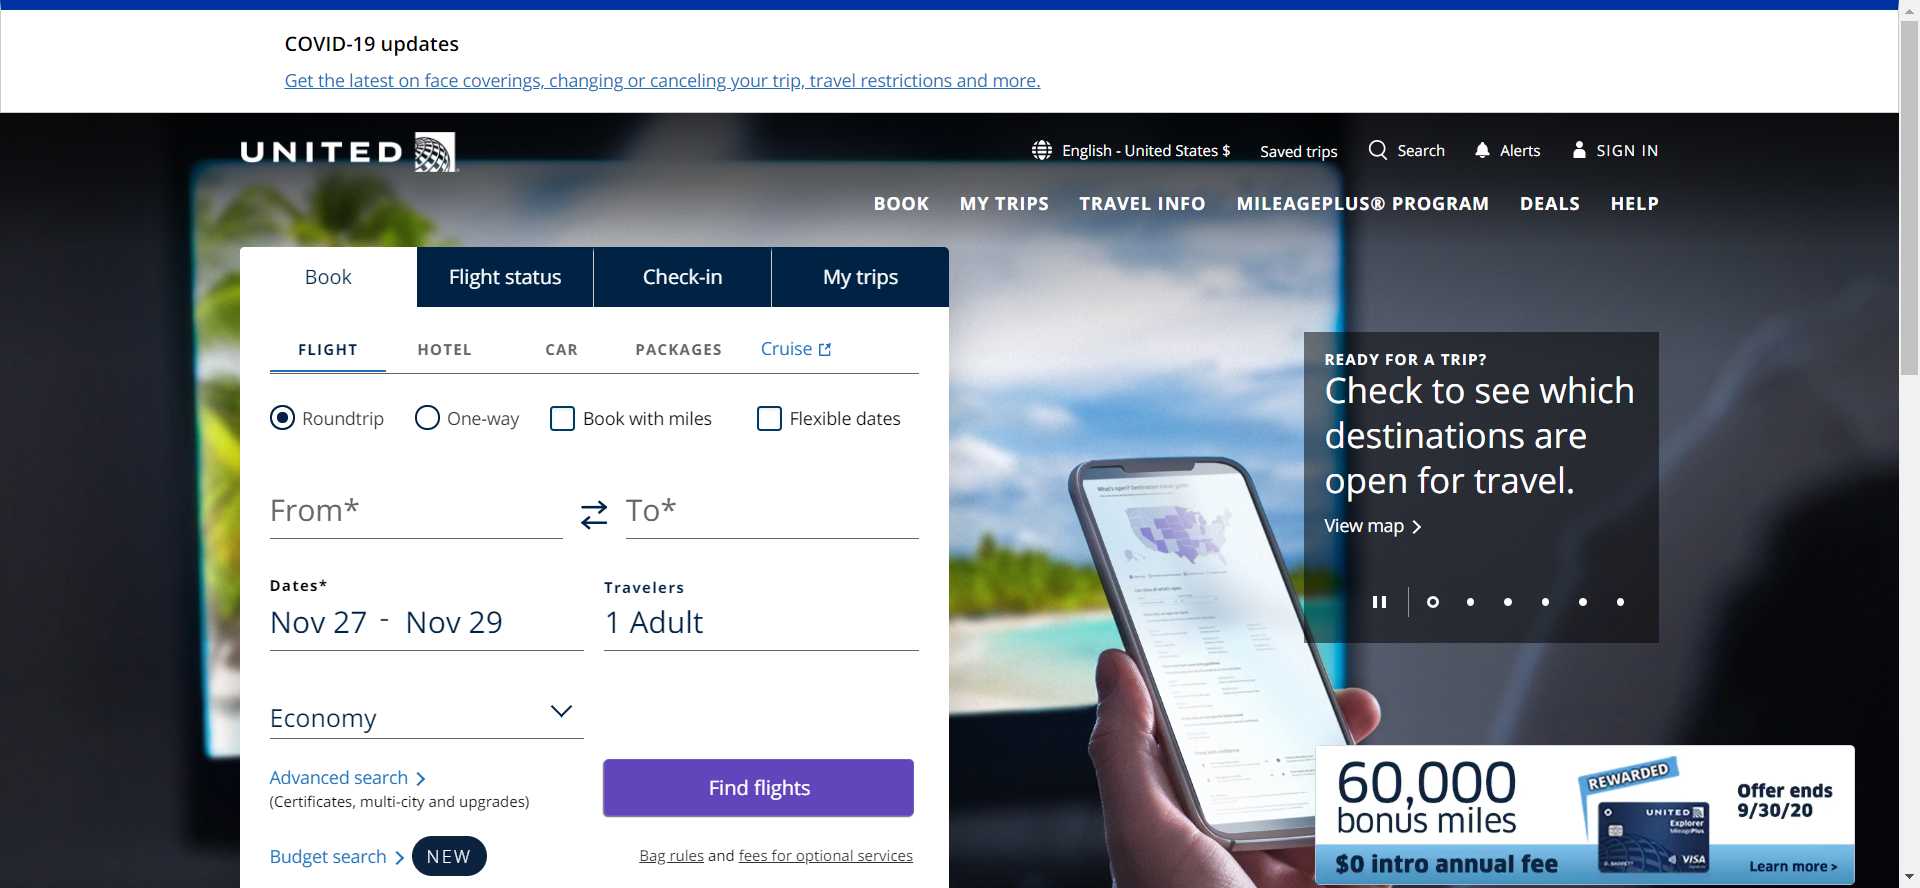 COVID-19 updates
Get the latest on face coverings, changing or canceling your trip, travel restrictions and more.
UNITED
English - United States $
Saved trips
Search
Alerts
SIGN IN
BOOK
MY TRIPS
TRAVEL INFO
MILEAGEPLUS® PROGRAM
DEALS
HELP
Book
Flight status
Check-in
My trips
FLIGHT
HOTEL
CAR
PACKAGES
Cruise
Roundtrip
One-way
Book with miles
Flexible dates
From*
To*
Dates*
Nov 27 - Nov 29
Travelers
1 Adult
Economy
Advanced search
(Certificates, multi-city and upgrades)
Find flights
Budget search
NEW
Bag rules and fees for optional services
READY FOR A TRIP?
Check to see which
destinations are
open for travel.
View map
What's open? Destination travel guide
60,000
bonus miles
$0 intro annual fee
REWARDED
UNITED
Explorer
MileagePlus
VISA
Offer ends
9/30/20
Learn more >